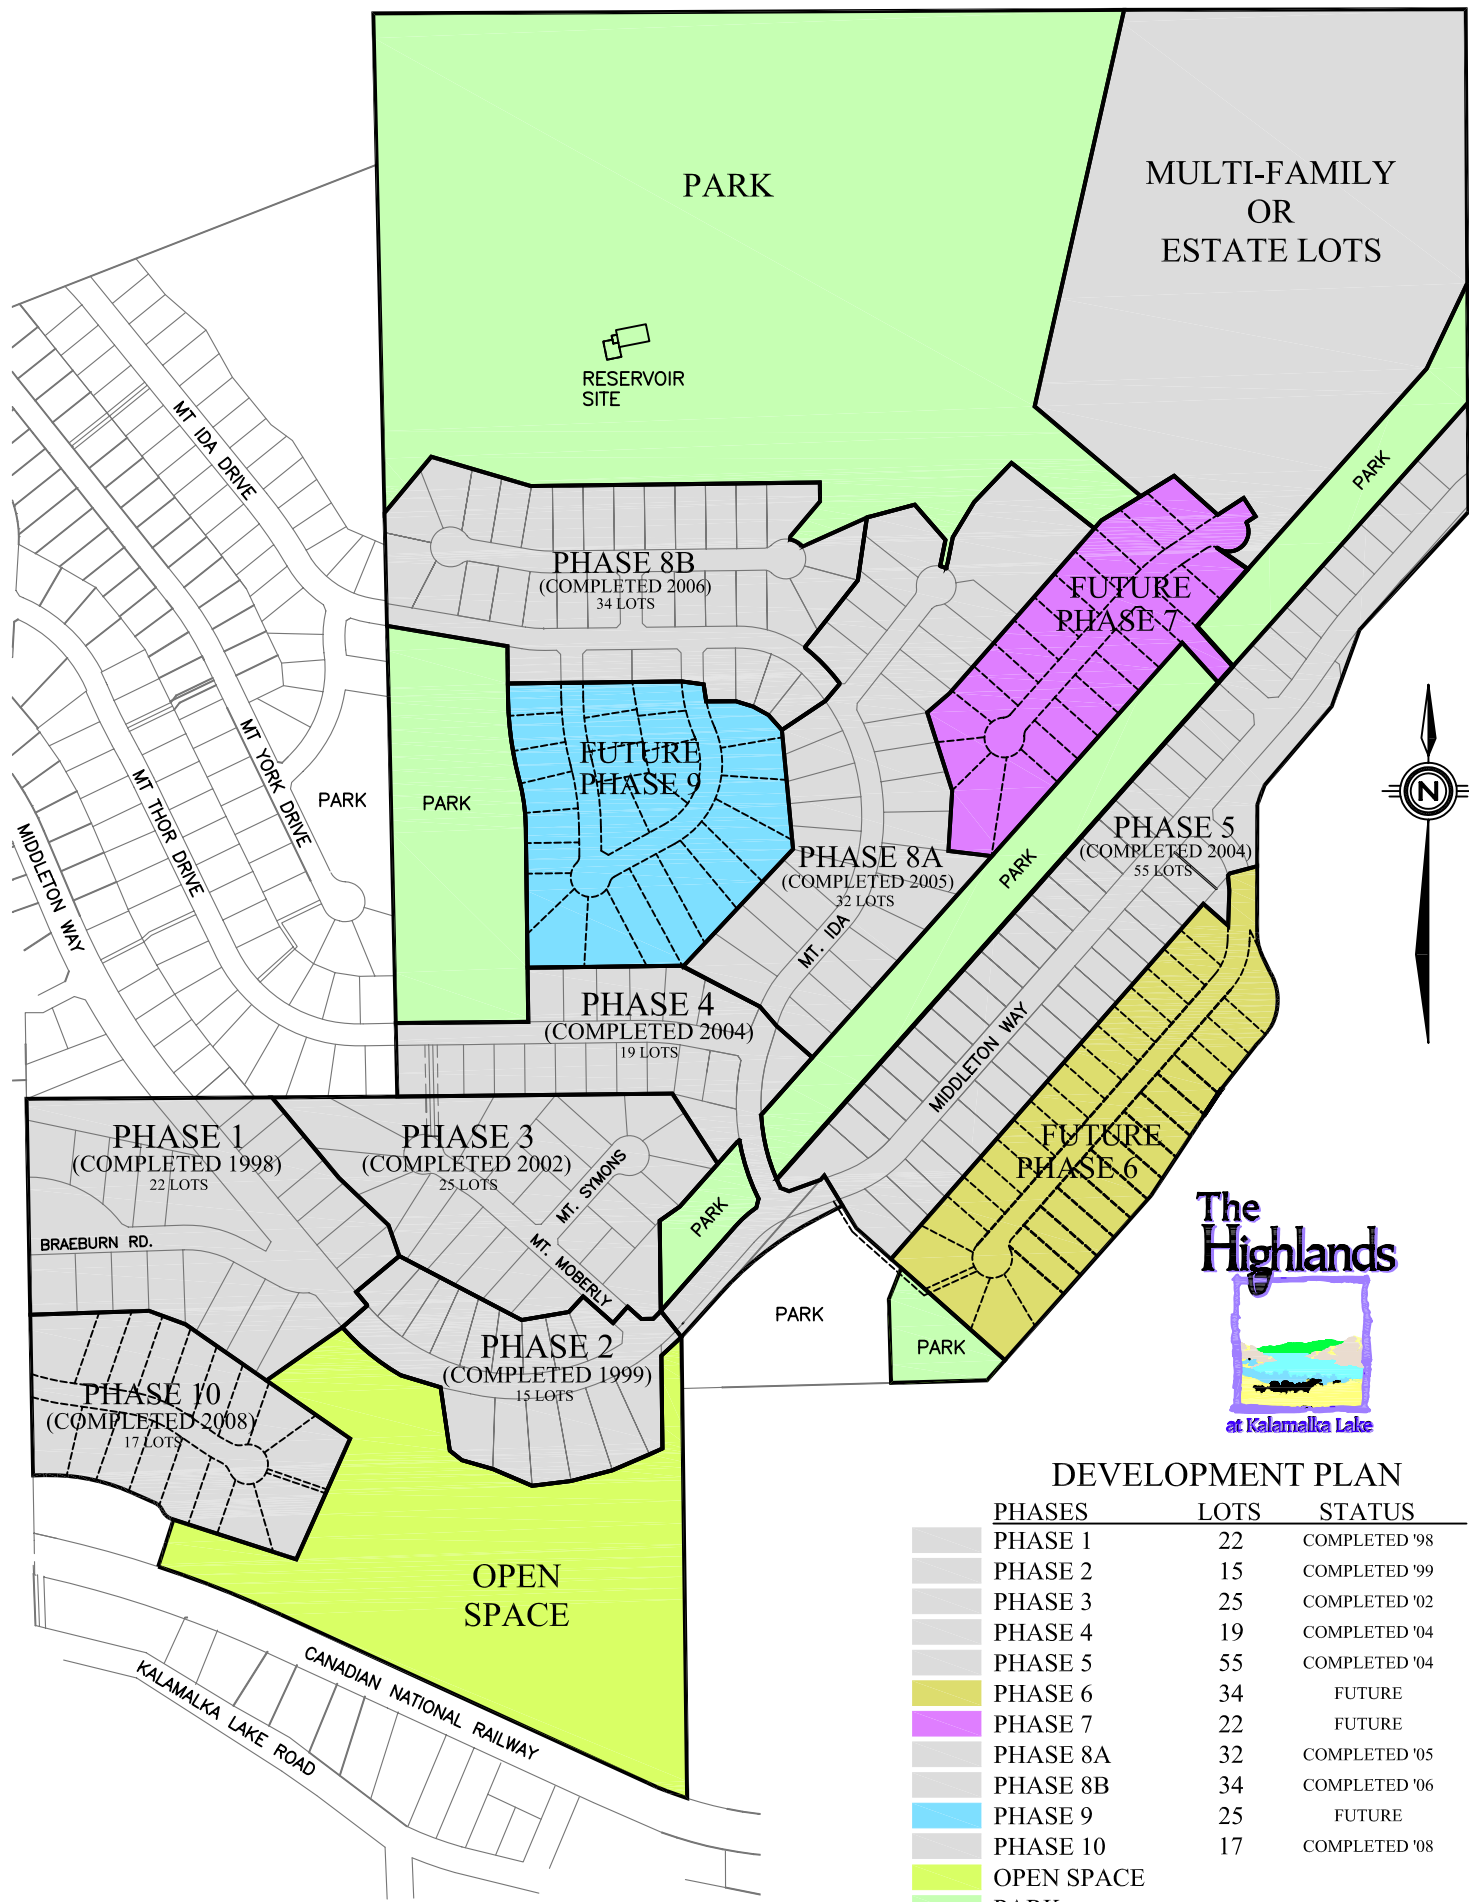 PARK
MULTI-FAMILY
OR
ESTATE LOTS
RESERVOIR
SITE
MT IDA DRIVE
PARK
PHASE 8B
(COMPLETED 2006)
34 LOTS
FUTURE
PHASE 7
MT YORK DRIVE
MT THOR DRIVE
MIDDLETON WAY
PARK
PARK
FUTURE
PHASE 9
PHASE 8A
(COMPLETED 2005)
32 LOTS
MT. IDA
PARK
PHASE 5
(COMPLETED 2004)
55 LOTS
N
PHASE 4
(COMPLETED 2004)
19 LOTS
MIDDLETON WAY
PHASE 1
(COMPLETED 1998)
22 LOTS
PHASE 3
(COMPLETED 2002)
25 LOTS
MT. SYMONS
MT. MOBERLY
PARK
FUTURE
PHASE 6
BRAEBURN RD.
PARK
PARK
PHASE 2
(COMPLETED 1999)
15 LOTS
PHASE 10
(COMPLETED 2008)
17 LOTS
OPEN
SPACE
CANADIAN NATIONAL RAILWAY
KALAMALKA LAKE ROAD
The
Highlands
at Kalamalka Lake
DEVELOPMENT PLAN
PHASES LOTS STATUS
PHASE 1 22 COMPLETED '98
PHASE 2 15 COMPLETED '99
PHASE 3 25 COMPLETED '02
PHASE 4 19 COMPLETED '04
PHASE 5 55 COMPLETED '04
PHASE 6 34 FUTURE
PHASE 7 22 FUTURE
PHASE 8A 32 COMPLETED '05
PHASE 8B 34 COMPLETED '06
PHASE 9 25 FUTURE
PHASE 10 17 COMPLETED '08
OPEN SPACE
PARK